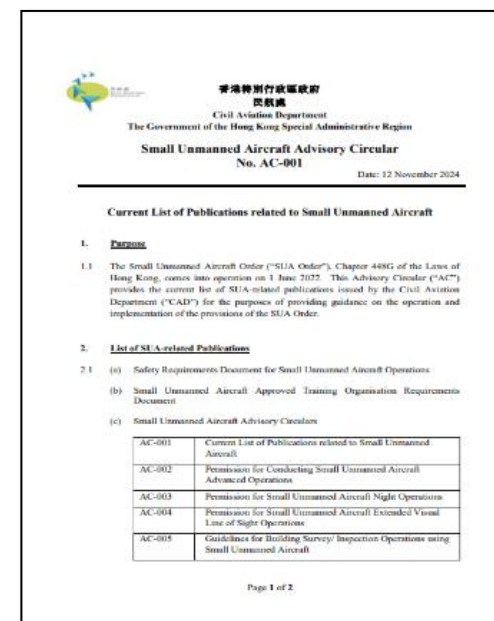 香港特別行政區政府
民航處
Civil Aviation Department
The Government of the Hong Kong Special Administrative Region
Small Unmanned Aircraft Advisory Circular
No. AC-001
Date: 12 November 2024
Current List of Publications related to Small Unmanned Aircraft
1. Purpose
1.1 The Small Unmanned Aircraft Order ("SUA Order"), Chapter 448G of the Laws of
Hong Kong, comes into operation on 1 June 2022. This Advisory Circular ("AC")
provides the current list of SUA-related publications issued by the Civil Aviation
Department ("CAD") for the purposes of providing guidance on the operation and
implementation of the provisions of the SUA Order.
2. List of SUA-related Publications
2.1 (a) Safety Requirements Document for Small Unmanned Aircraft Operations
(b) Small Unmanned Aircraft Approved Training Organisation Requirements
Document
(c) Small Unmanned Aircraft Advisory Circulars
AC-001 Current List of Publications related to Small Unmanned
Aircraft
AC-002 Permission for Conducting Small Unmanned Aircraft
Advanced Operations
AC-003 Permission for Small Unmanned Aircraft Night Operations
AC-004 Permission for Small Unmanned Aircraft Extended Visual
Line of Sight Operations
AC-005 Guidelines for Building Survey/ Inspection Operations using
Small Unmanned Aircraft
Page 1 of 2